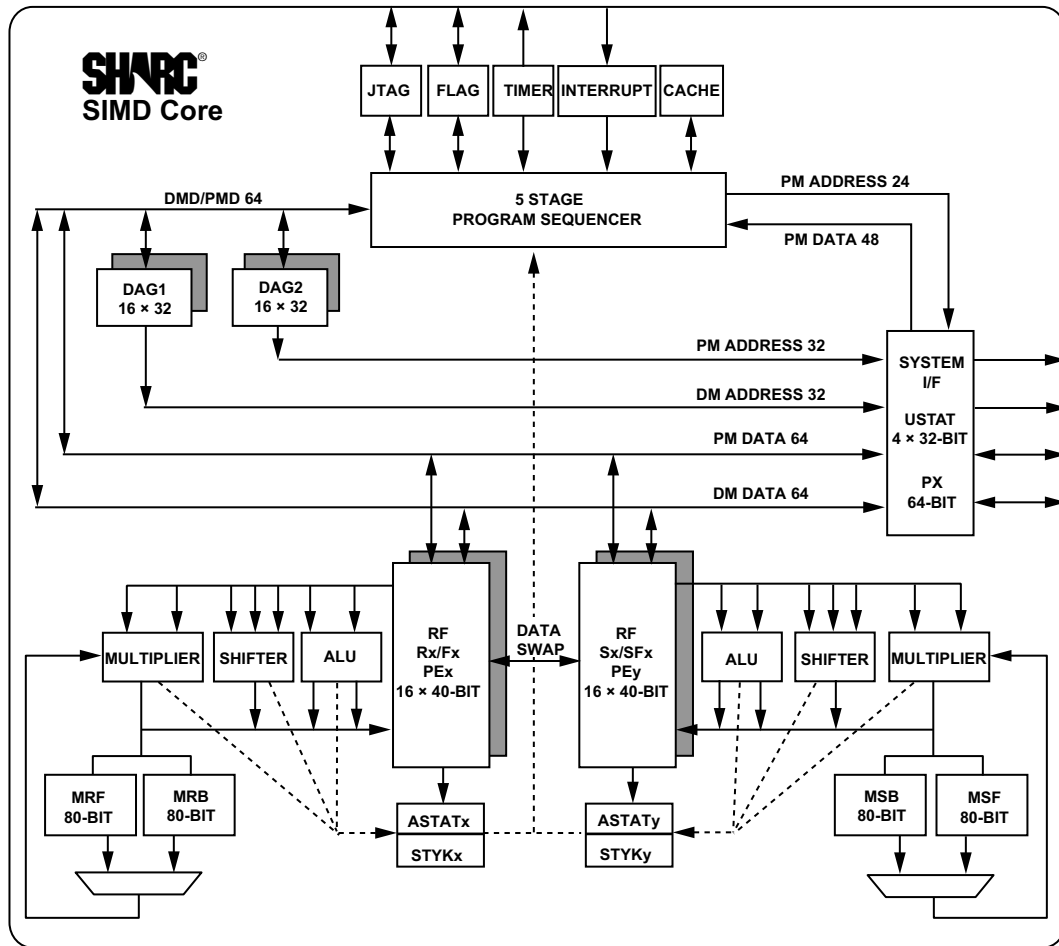 SHARC®
SIMD Core
JTAG
FLAG
TIMER
INTERRUPT
CACHE
5 STAGE
PROGRAM SEQUENCER
DMD/PMD 64
PM ADDRESS 24
PM DATA 48
DAG1
16 × 32
DAG2
16 × 32
PM ADDRESS 32
DM ADDRESS 32
PM DATA 64
DM DATA 64
SYSTEM
I/F
USTAT
4 × 32-BIT
PX
64-BIT
MULTIPLIER
SHIFTER
ALU
RF
Rx/Fx
PEx
16 × 40-BIT
DATA
SWAP
RF
Sx/SFx
PEy
16 × 40-BIT
ALU
SHIFTER
MULTIPLIER
MRF
80-BIT
MRB
80-BIT
ASTATx
STYKx
ASTATy
STYKy
MSB
80-BIT
MSF
80-BIT